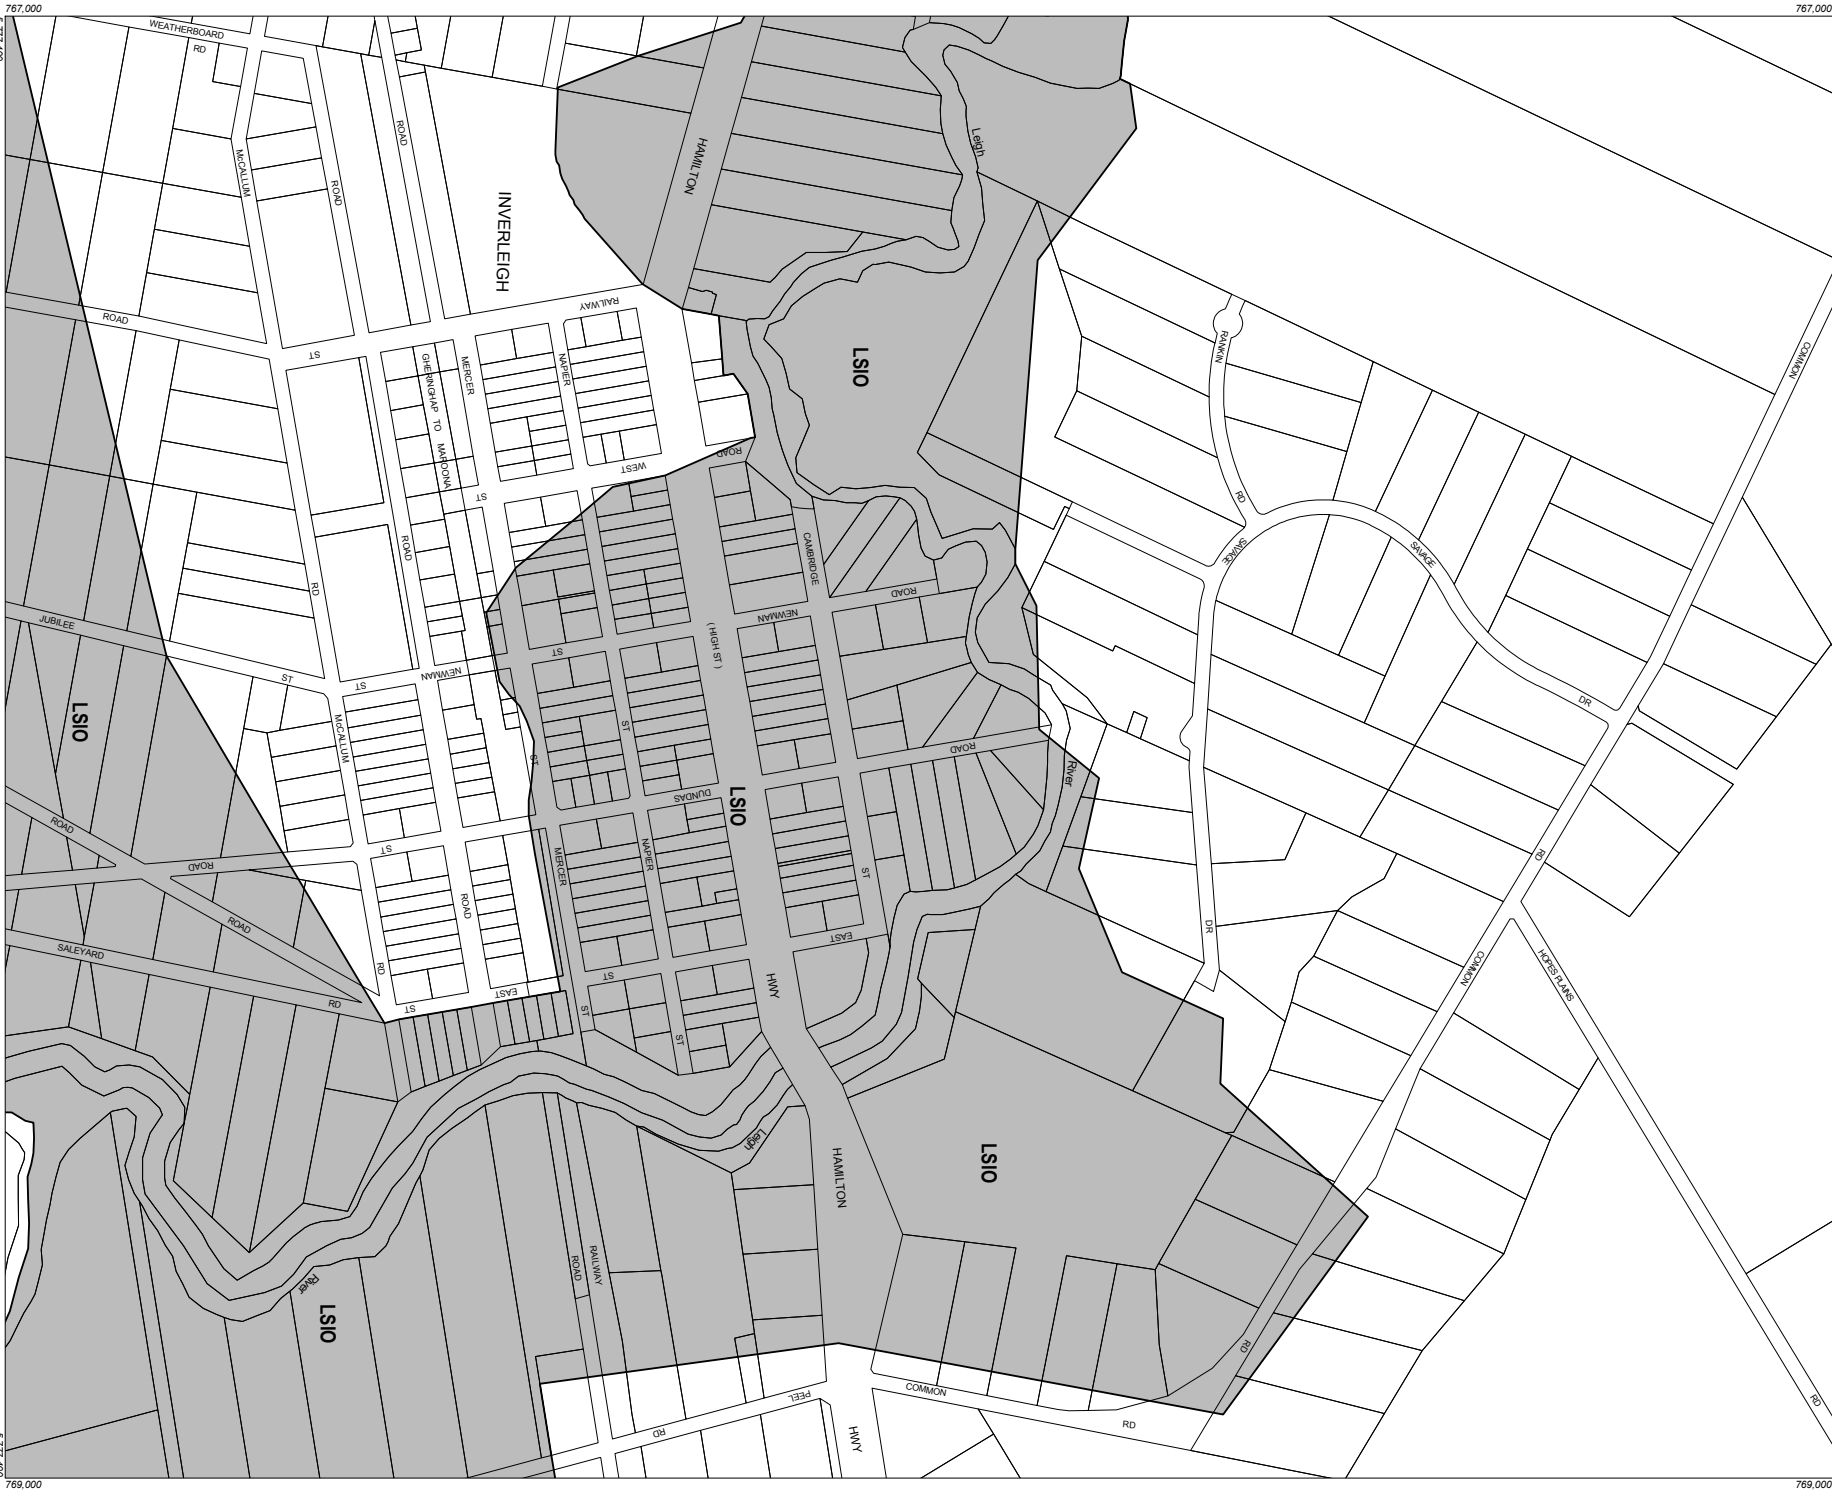 767,000
767,000
WEATHERBOARD
RD
ROAD
McCALLUM
ROAD
INVERLEIGH
HAMILTON
Leigh
RAILWAY
ROAD
ST
GHERINGHAP TO MAROONA
MERCER
NAPIER
LSIO
RANKIN
COMMON
WEST
ROAD
ST
RD
ROAD
CAMBRIDGE
SAVAGE
SAVAGE
RD
ROAD
NEWMAN
JUBILEE
ST
(HIGH ST)
ST
NEWMAN
ST
LSIO
McCALLUM
ST
ROAD
DR
ST
River
LSIO
DUNDAS
ROAD
ST
ROAD
MERCER
NAPIER
ST
RD
ROAD
ROAD
DR
SALEYARD
RD
EAST
ST
HWY
COMMON
HOPES PLAINS
RD
ST
EAST
ST
ST
Leigh
HAMILTON
LSIO
ROAD
RAILWAY
River
LSIO
RD
COMMON
PEEL
RD
RD
HWY
RD
769,000
769,000